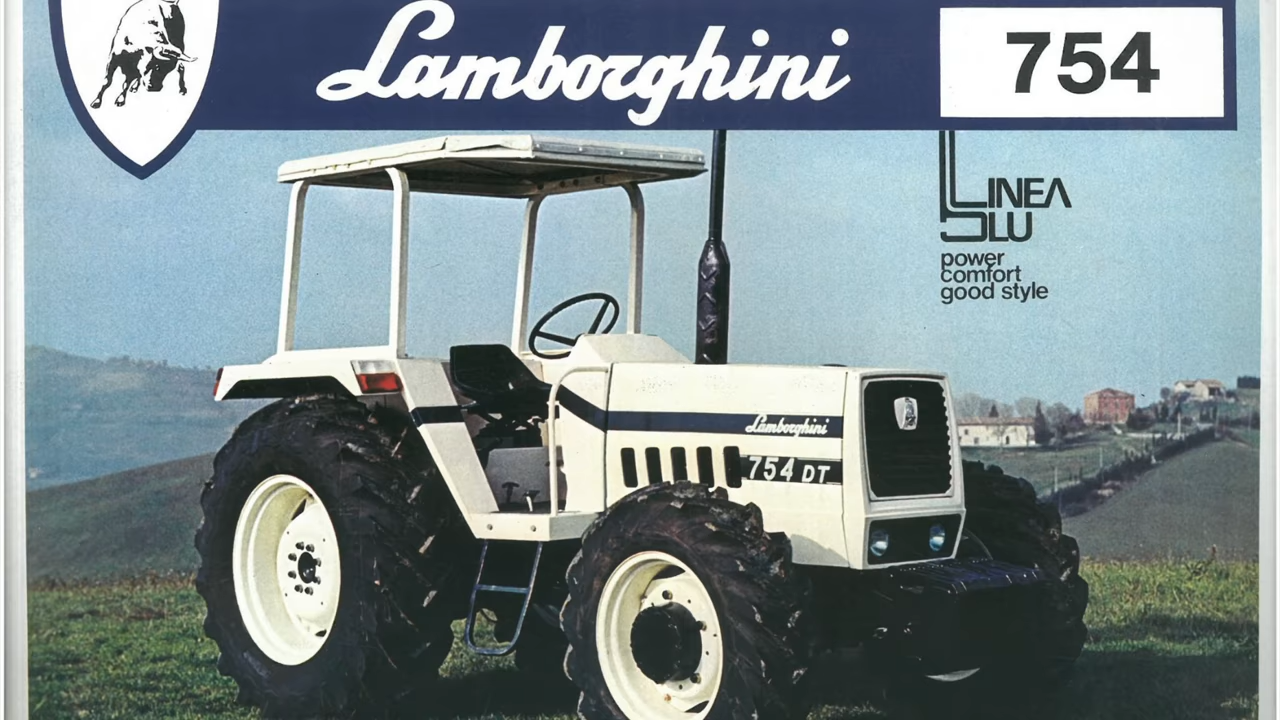 Lamborghini
754
LINEA
BLU
power
comfort
good style
Lamborghini
754 DT